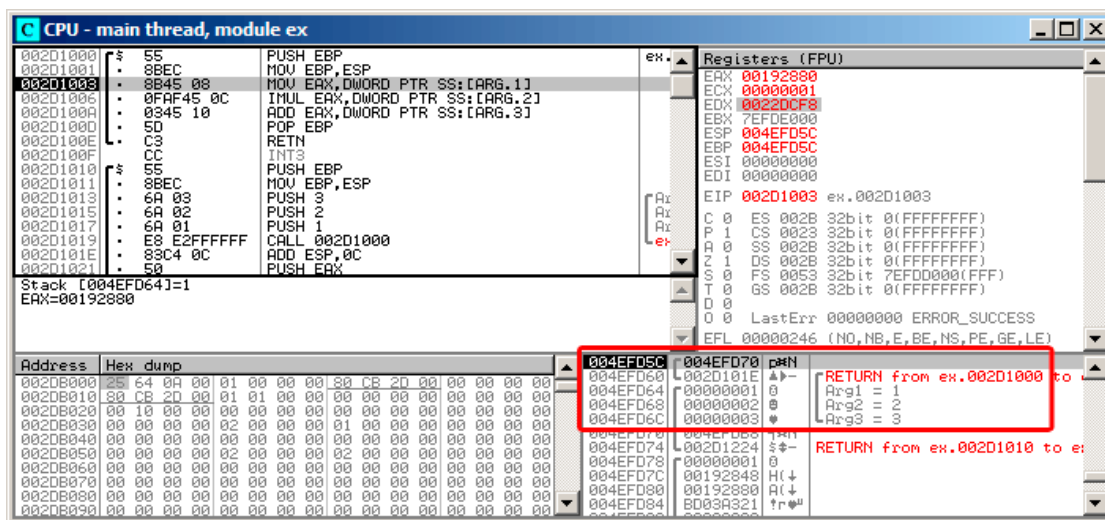 CPU - main thread, module ex
002D1000 $ 55 PUSH EBP ex.
002D1001 . 8BEC MOV EBP,ESP
002D1003 . 8B45 08 MOV EAX,DWORD PTR SS:[ARG.1]
002D1006 . 0FAF45 0C IMUL EAX,DWORD PTR SS:[ARG.2]
002D100A . 0345 10 ADD EAX,DWORD PTR SS:[ARG.3]
002D100D . 5D POP EBP
002D100E . C3 RETN
002D100F CC INT3
002D1010 $ 55 PUSH EBP
002D1011 . 8BEC MOV EBP,ESP
002D1013 . 6A 03 PUSH 3
002D1015 . 6A 02 PUSH 2
002D1017 . 6A 01 PUSH 1
002D1019 . E8 E2FFFFFF CALL 002D1000
002D101E . 83C4 0C ADD ESP,0C
002D1021 . 50 PUSH EAX
Stack [004EFD64]=1
EAX=00192880
Registers (FPU)
EAX 00192880
ECX 00000001
EDX 0022DCF8
EBX 7EFDE000
ESP 004EFD5C
EBP 004EFD5C
ESI 00000000
EDI 00000000
EIP 002D1003 ex.002D1003
C 0 ES 002B 32bit 0(FFFFFFFF)
P 1 CS 0023 32bit 0(FFFFFFFF)
A 0 SS 002B 32bit 0(FFFFFFFF)
Z 1 DS 002B 32bit 0(FFFFFFFF)
S 0 FS 0053 32bit 7EFDD000(FFF)
T 0 GS 002B 32bit 0(FFFFFFFF)
D 0
O 0 LastErr 00000000 ERROR_SUCCESS
EFL 00000246 (NO,NB,E,BE,NS,PE,GE,LE)
Address Hex dump
002DB000 25 64 0A 00 01 00 00 00 80 CB 2D 00 00 00 00 00
002DB010 80 CB 2D 00 01 01 00 00 00 00 00 00 00 00 00 00
002DB020 00 10 00 00 00 00 00 00 00 00 00 00 00 00 00 00
002DB030 00 00 00 00 02 00 00 00 01 00 00 00 00 00 00 00
002DB040 00 00 00 00 00 00 00 00 00 00 00 00 00 00 00 00
002DB050 00 00 00 00 02 00 00 00 02 00 00 00 00 00 00 00
002DB060 00 00 00 00 00 00 00 00 00 00 00 00 00 00 00 00
002DB070 00 00 00 00 00 00 00 00 00 00 00 00 00 00 00 00
002DB080 00 00 00 00 00 00 00 00 00 00 00 00 00 00 00 00
002DB090 00 00 00 00 00 00 00 00 00 00 00 00 00 00 00 00
004EFD5C 004EFD70
004EFD60 002D101E RETURN from ex.002D1000 to
004EFD64 00000001 Arg1 = 1
004EFD68 00000002 Arg2 = 2
004EFD6C 00000003 Arg3 = 3
004EFD74 002D1224 RETURN from ex.002D1010 to ex
004EFD78 00000001
004EFD7C 00192848 H(↓
004EFD80 00192880
004EFD84 BD03A321